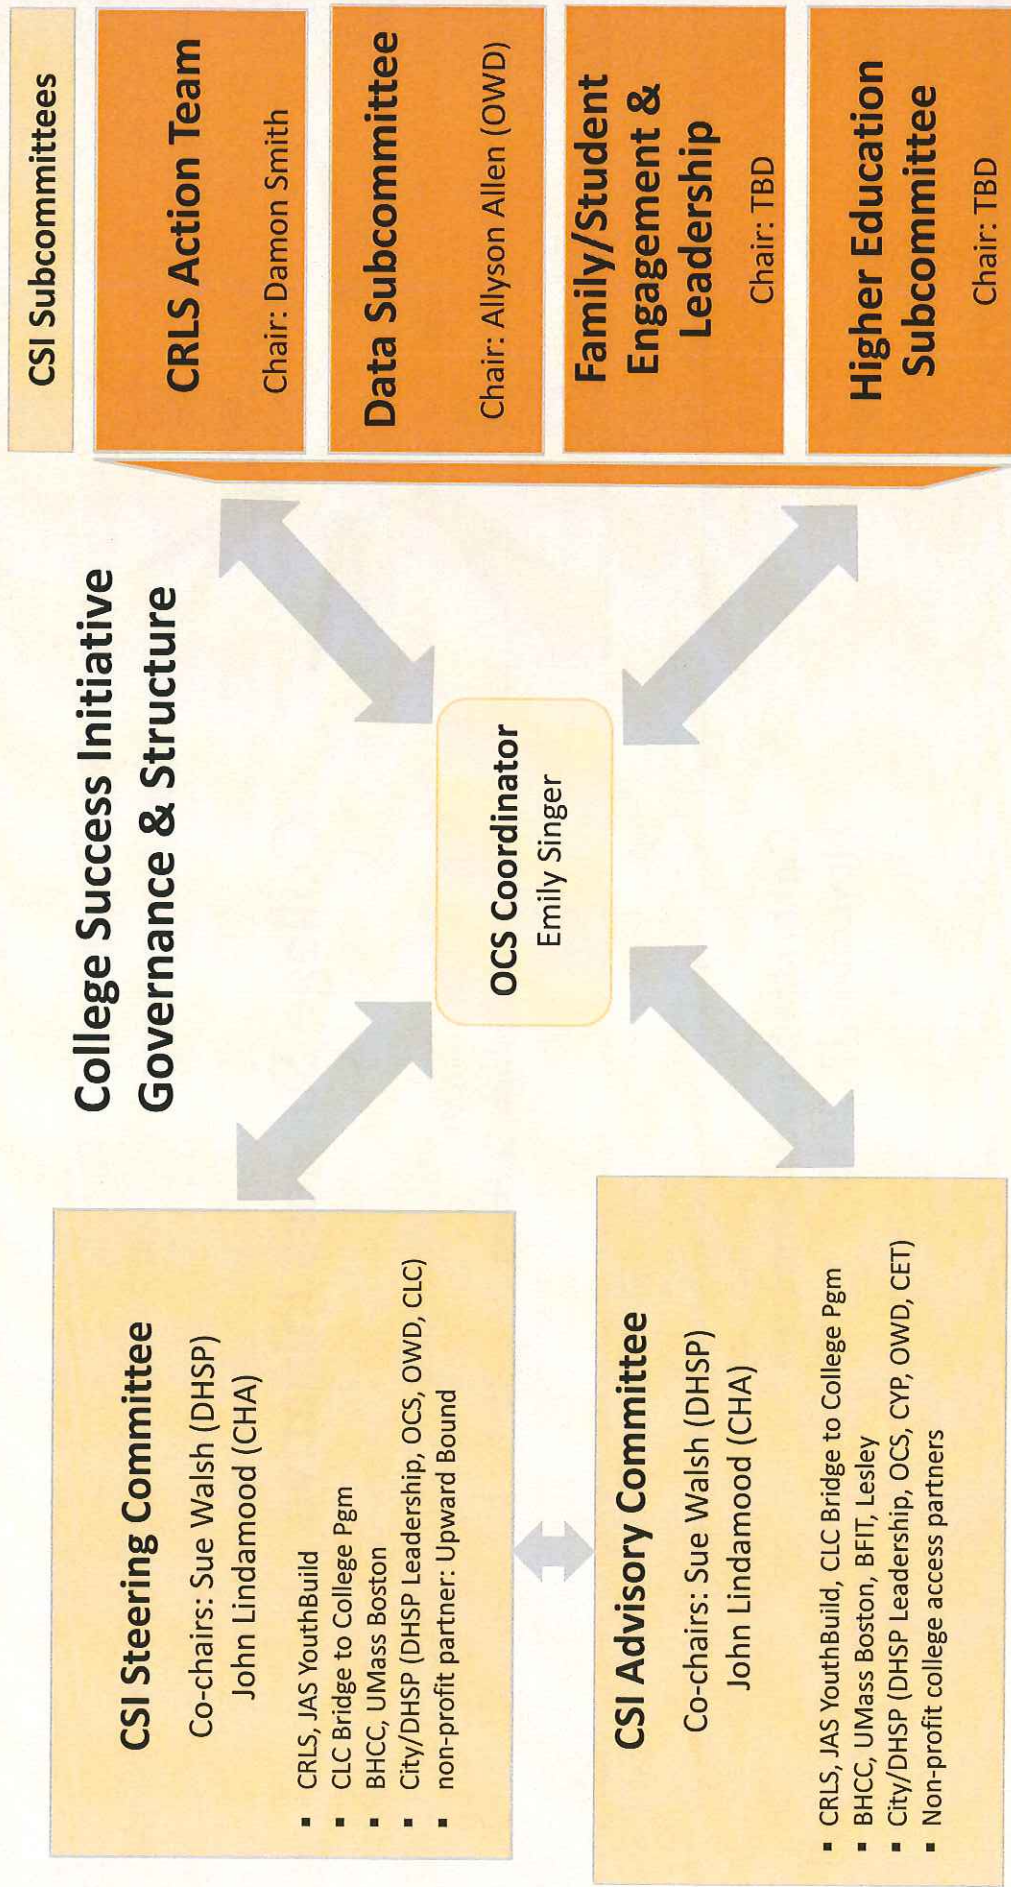 College Success Initiative
Governance & Structure
CSI Steering Committee
Co-chairs: Sue Walsh (DHSP)
John Lindamood (CHA)
▪ CRLS, JAS YouthBuild
▪ CLC Bridge to College Pgm
▪ BHCC, UMass Boston
▪ City/DHSP (DHSP Leadership, OCS, OWD, CLC)
▪ non-profit partner: Upward Bound
CSI Advisory Committee
Co-chairs: Sue Walsh (DHSP)
John Lindamood (CHA)
▪ CRLS, JAS YouthBuild, CLC Bridge to College Pgm
▪ BHCC, UMass Boston, BFIT, Lesley
▪ City/DHSP (DHSP Leadership, OCS, CYP, OWD, CET)
▪ Non-profit college access partners
OCS Coordinator
Emily Singer
CSI Subcommittees
CRLS Action Team
Chair: Damon Smith
Data Subcommittee
Chair: Allyson Allen (OWD)
Family/Student
Engagement &
Leadership
Chair: TBD
Higher Education
Subcommittee
Chair: TBD